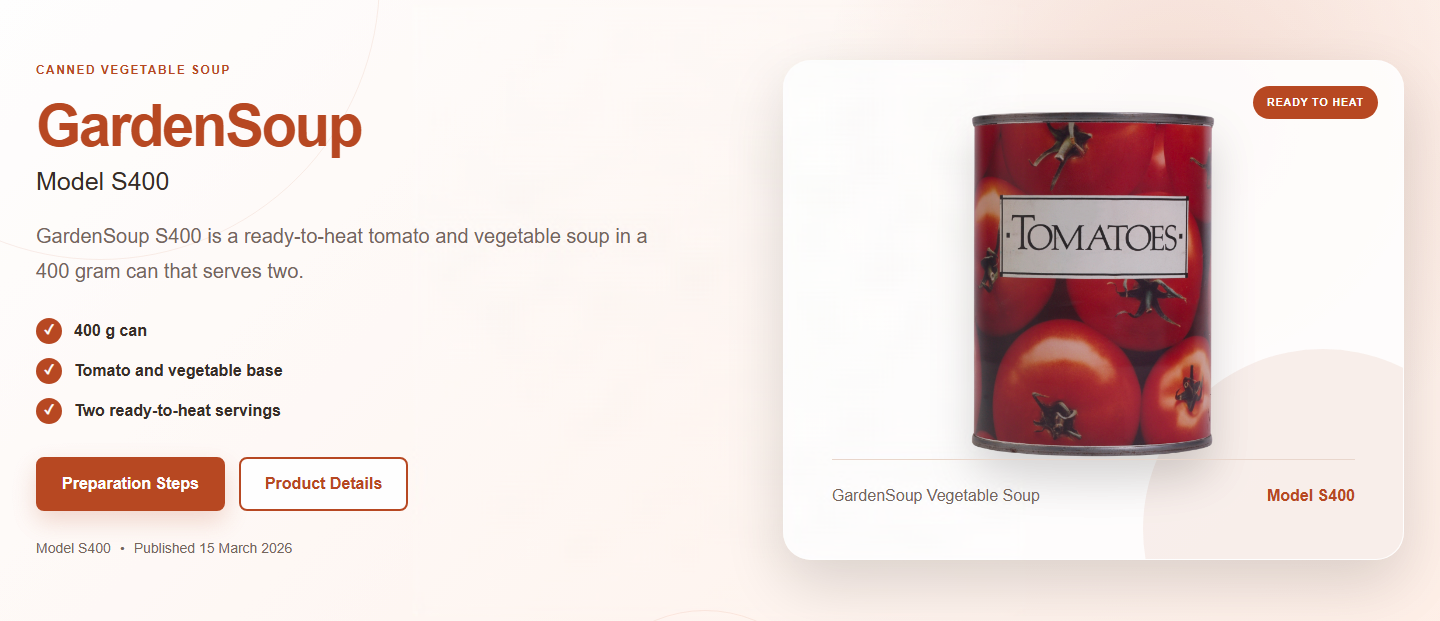 CANNED VEGETABLE SOUP
GardenSoup
Model S400
GardenSoup S400 is a ready-to-heat tomato and vegetable soup in a
400 gram can that serves two.
400 g can
Tomato and vegetable base
Two ready-to-heat servings
Preparation Steps
Product Details
Model S400 • Published 15 March 2026
READY TO HEAT
·TOMATOES·
GardenSoup Vegetable Soup
Model S400